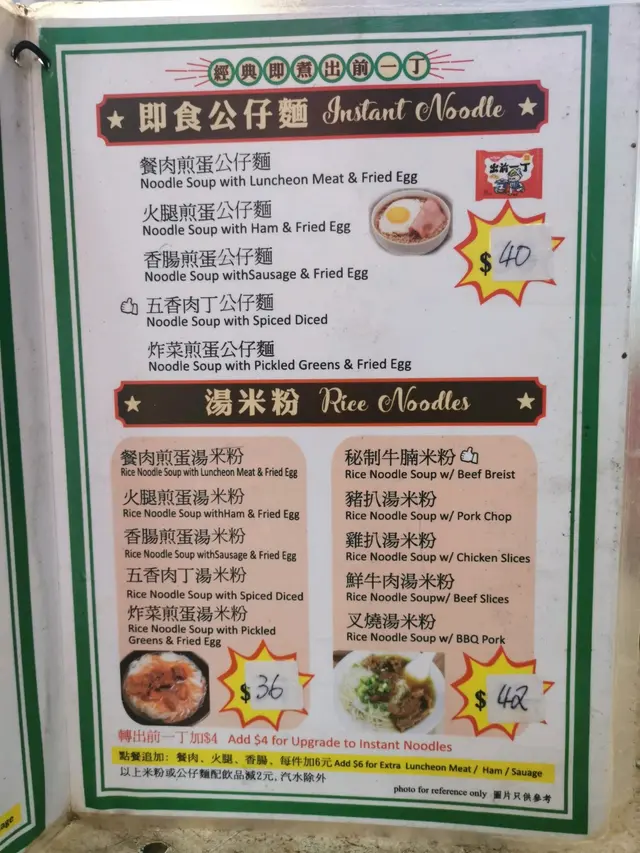 經典即煮出前一丁
即食公仔麵 Instant Noodle
餐肉煎蛋公仔麵
Noodle Soup with Luncheon Meat & Fried Egg
出前一丁
火腿煎蛋公仔麵
Noodle Soup with Ham & Fried Egg
香腸煎蛋公仔麵
Noodle Soup withSausage & Fried Egg
$40
五香肉丁公仔麵
Noodle Soup with Spiced Diced
炸菜煎蛋公仔麵
Noodle Soup with Pickled Greens & Fried Egg
湯米粉 Rice Noodles
餐肉煎蛋湯米粉
Rice Noodle Soup with Luncheon Meat & Fried Egg
火腿煎蛋湯米粉
Rice Noodle Soup withHam & Fried Egg
香腸煎蛋湯米粉
Rice Noodle Soup withSausage & Fried Egg
五香肉丁湯米粉
Rice Noodle Soup with Spiced Diced
炸菜煎蛋湯米粉
Rice Noodle Soup with Pickled
Greens & Fried Egg
$36
秘制牛腩米粉
Rice Noodle Soup w/ Beef Breist
豬扒湯米粉
Rice Noodle Soup w/ Pork Chop
雞扒湯米粉
Rice Noodle Soup w/ Chicken Slices
鮮牛肉湯米粉
Rice Noodle Soupw/ Beef Slices
叉燒湯米粉
Rice Noodle Soup w/ BBQ Pork
$42
轉出前一丁加$4 Add $4 for Upgrade to Instant Noodles
點餐追加：餐肉、火腿、香腸、每件加6元 Add $6 for Extra Luncheon Meat / Ham / Sauage
以上米粉或公仔麵配飲品減2元, 汽水除外
photo for reference only 圖片只供參考
age